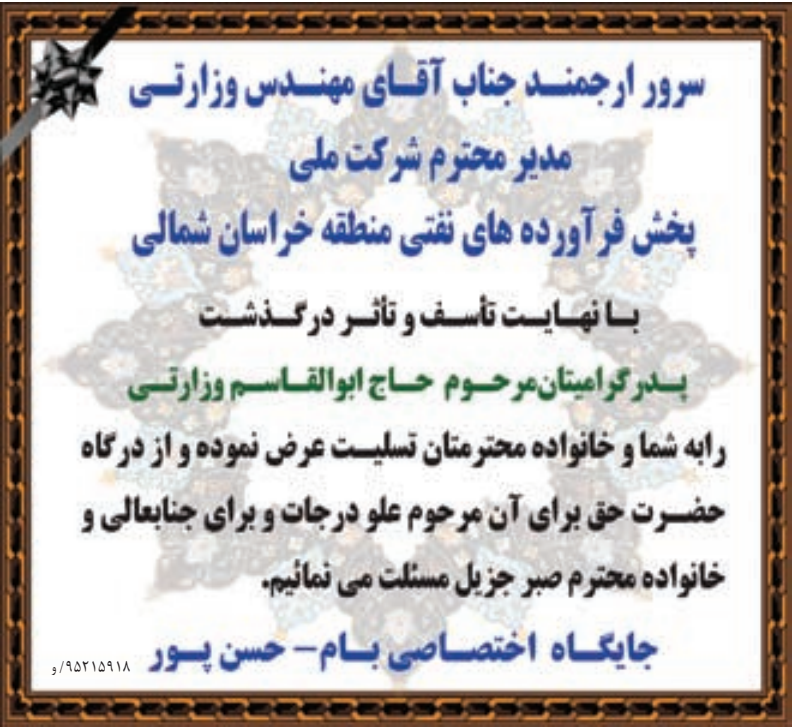 سرور ارجمند جناب آقای مهندس وزارتی
مدیر محترم شرکت ملی
پخش فرآورده های نفتی منطقه خراسان شمالی
با نهایت تأسف و تأثر درگذشت
پدر گرامیتان مرحوم حاج ابوالقاسم وزارتی
رابه شما و خانواده محترمتان تسلیت عرض نموده و از درگاه
حضرت حق برای آن مرحوم علو درجات و برای جنابعالی و
خانواده محترم صبر جزیل مسئلت می نمائیم.
جایگاه اختصاصی بام- حسن پور
۹۵۲۱۵۹۱۸/و